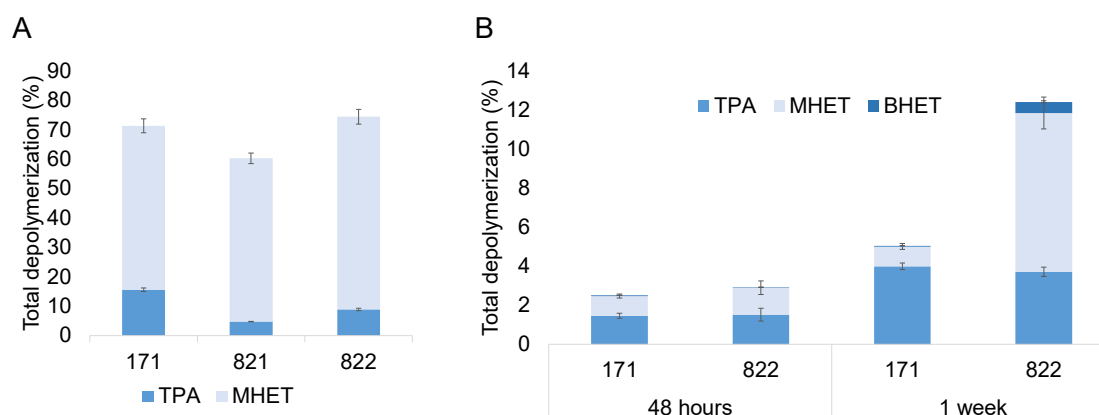 A
Total depolymerization (%)
90
80
70
60
50
40
30
20
10
0
171 821 822
TPA MHET
B
Total depolymerization (%)
14
12
10
8
6
4
2
0
TPA MHET BHET
171 822 171 822
48 hours 1 week